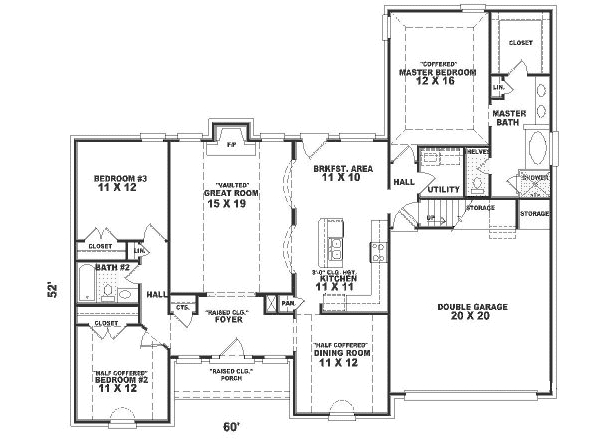 CLOSET
"COFFERED"
MASTER BEDROOM
12 X 16
LIN.
MASTER
BATH
F/P
BEDROOM #3
11 X 12
"VAULTED"
GREAT ROOM
15 X 19
BRKFST. AREA
11 X 10
HALL
SHELVES
UTILITY
SHOWER
UP
STORAGE
STORAGE
CLOSET
LIN.
BATH #2
HALL
9'-0" CLG. HGT.
KITCHEN
11 X 11
52'
CTS.
"RAISED CLG."
FOYER
PAN.
DOUBLE GARAGE
20 X 20
CLOSET
"HALF COFFERED"
BEDROOM #2
11 X 12
"RAISED CLG."
PORCH
"HALF COFFERED"
DINING ROOM
11 X 12
60'